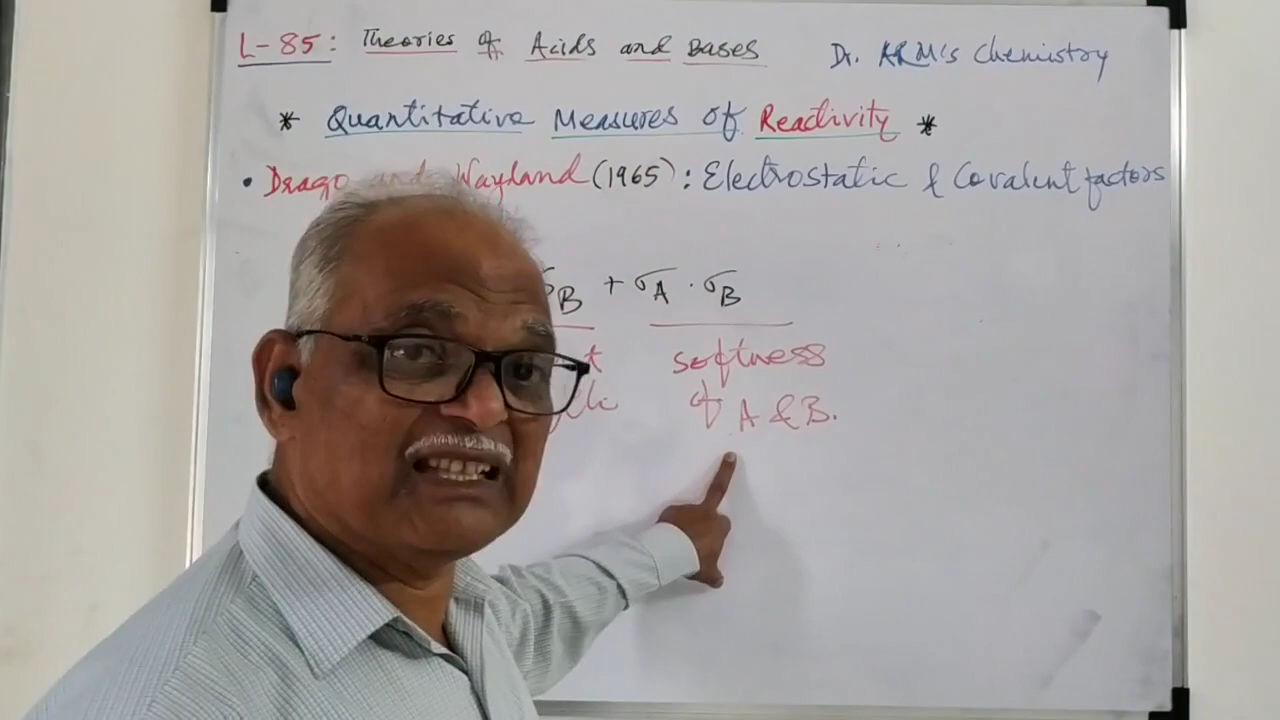 L-85: Theories of Acids and Bases Dr. ARM's Chemistry
* Quantitative Measures of Reactivity *
• Drago and Wayland (1965): Electrostatic & Covalent factors
B + σA · σB
softness
of A & B.